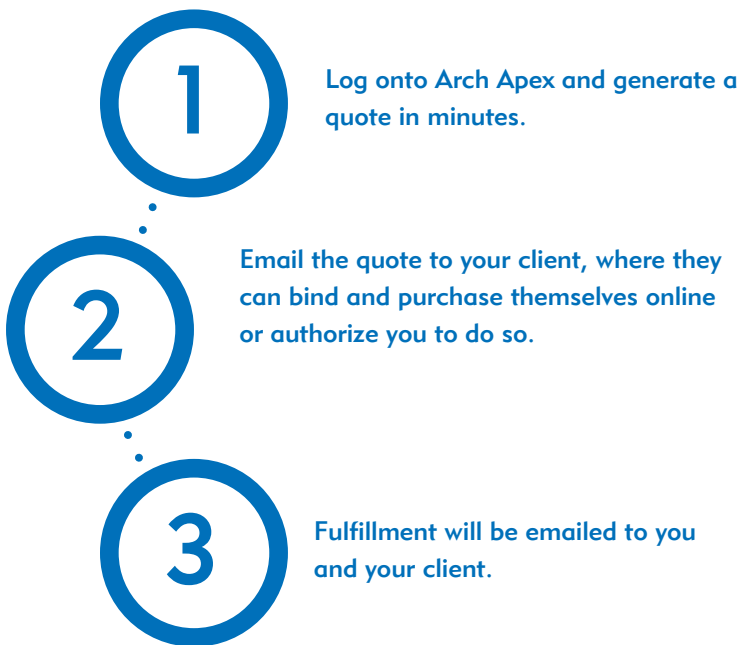 1
Log onto Arch Apex and generate a
quote in minutes.
2
Email the quote to your client, where they
can bind and purchase themselves online
or authorize you to do so.
3
Fulfillment will be emailed to you
and your client.